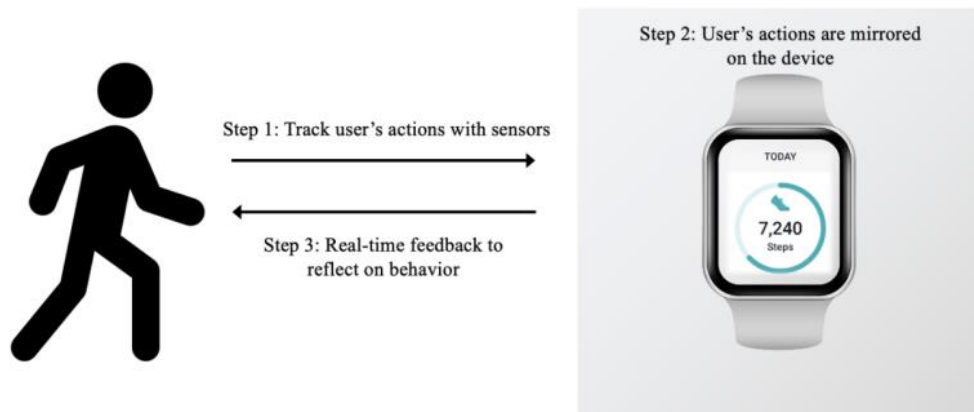 Step 1: Track user's actions with sensors
Step 3: Real-time feedback to
reflect on behavior
Step 2: User's actions are mirrored
on the device
TODAY
7,240
Steps